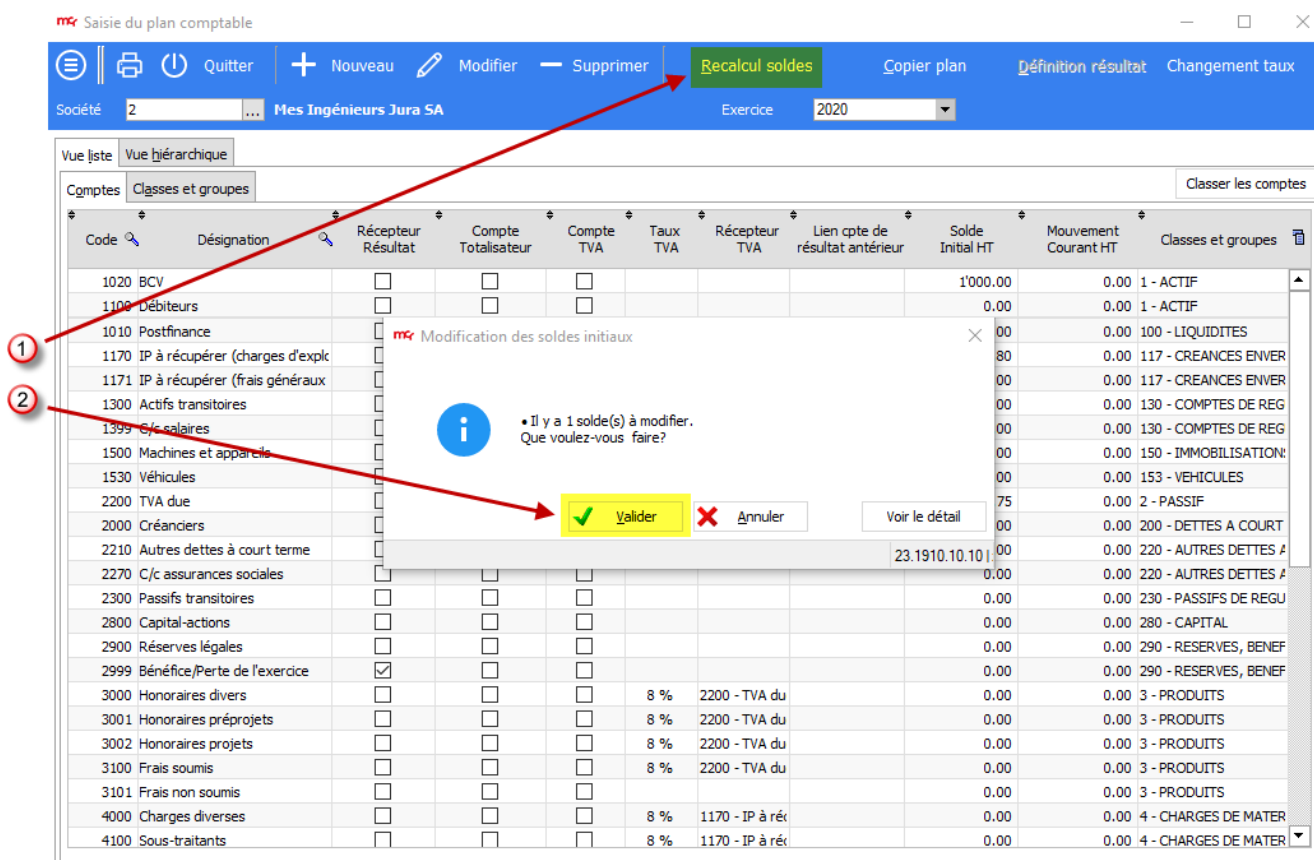 mcr Saisie du plan comptable
Quitter Nouveau Modifier Supprimer Recalcul soldes Copier plan Définition résultat Changement taux
Société 2 ... Mes Ingénieurs Jura SA Exercice 2020
Vue liste Vue hiérarchique
Comptes Classes et groupes Classer les comptes
Code Désignation Récepteur Résultat Compte Totalisateur Compte TVA Taux TVA Récepteur TVA Lien cpte de résultat antérieur Solde Initial HT Mouvement Courant HT Classes et groupes
1020 BCV 1'000.00 0.00 1 - ACTIF
1100 Débiteurs 0.00 0.00 1 - ACTIF
1010 Postfinance 00 0.00 100 - LIQUIDITES
1170 IP à récupérer (charges d'explo 80 0.00 117 - CREANCES ENVER
1171 IP à récupérer (frais généraux 00 0.00 117 - CREANCES ENVER
1300 Actifs transitoires 00 0.00 130 - COMPTES DE REG
1399 C/c salaires 00 0.00 130 - COMPTES DE REG
1500 Machines et appareils 00 0.00 150 - IMMOBILISATION
1530 Véhicules 00 0.00 153 - VEHICULES
2200 TVA due 75 0.00 2 - PASSIF
2000 Créanciers 00 0.00 200 - DETTES A COURT
2210 Autres dettes à court terme 00 0.00 220 - AUTRES DETTES A
2270 C/c assurances sociales 0.00 0.00 220 - AUTRES DETTES A
2300 Passifs transitoires 0.00 0.00 230 - PASSIFS DE REGU
2800 Capital-actions 0.00 0.00 280 - CAPITAL
2900 Réserves légales 0.00 0.00 290 - RESERVES, BENEF
2999 Bénéfice/Perte de l'exercice 0.00 0.00 290 - RESERVES, BENEF
3000 Honoraires divers 8 % 2200 - TVA du 0.00 0.00 3 - PRODUITS
3001 Honoraires préprojets 8 % 2200 - TVA du 0.00 0.00 3 - PRODUITS
3002 Honoraires projets 8 % 2200 - TVA du 0.00 0.00 3 - PRODUITS
3100 Frais soumis 8 % 2200 - TVA du 0.00 0.00 3 - PRODUITS
3101 Frais non soumis 0.00 0.00 3 - PRODUITS
4000 Charges diverses 8 % 1170 - IP à réc 0.00 0.00 4 - CHARGES DE MATER
4100 Sous-traitants 8 % 1170 - IP à réc 0.00 0.00 4 - CHARGES DE MATER
mcr Modification des soldes initiaux
• Il y a 1 solde(s) à modifier.
Que voulez-vous faire?
Valider Annuler Voir le détail
23.1910.10.10 |
1
2